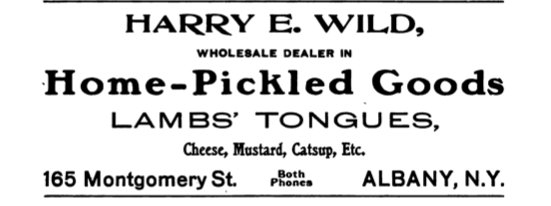 HARRY E. WILD,
WHOLESALE DEALER IN
Home-Pickled Goods
LAMBS' TONGUES,
Cheese, Mustard, Catsup, Etc.
165 Montgomery St. Both Phones ALBANY, N.Y.